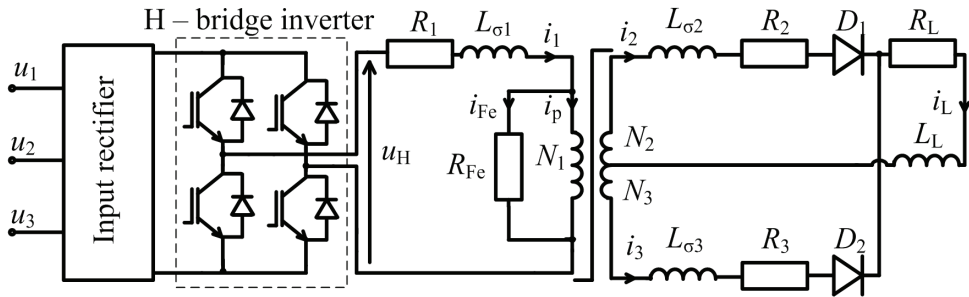 H – bridge inverter
R1
Lσ1
i1
i2
Lσ2
R2
D1
RL
u1
u2
u3
Input rectifier
uH
iFe
ip
RFe
N1
N2
N3
iL
LL
i3
Lσ3
R3
D2